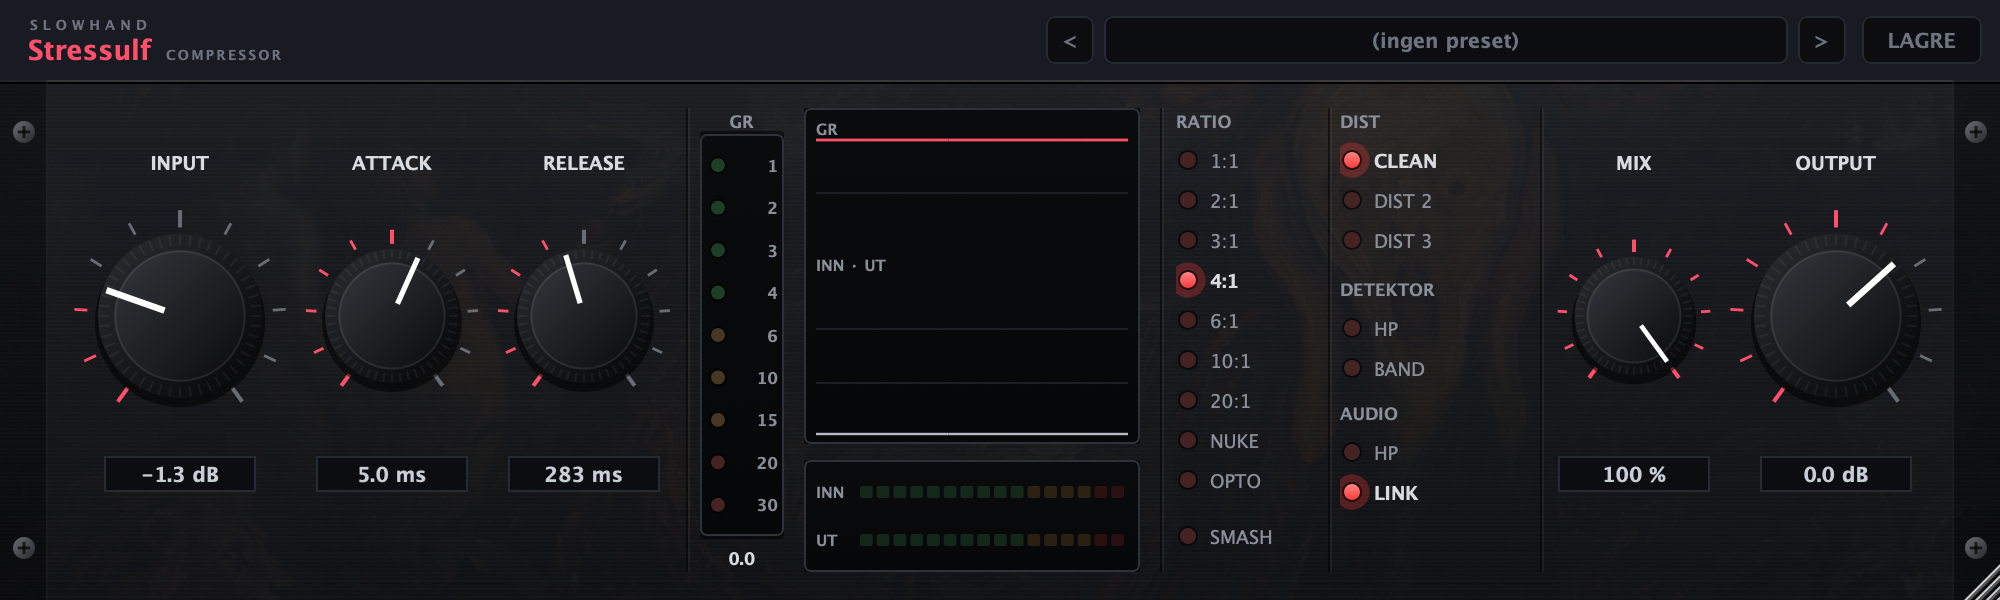 SLOWHAND
Stressulf COMPRESSOR
<
(ingen preset)
>
LAGRE
INPUT
-1.3 dB
ATTACK
5.0 ms
RELEASE
283 ms
GR
1
2
3
4
6
10
15
20
30
0.0
GR
INN · UT
INN
UT
RATIO
1:1
2:1
3:1
4:1
6:1
10:1
20:1
NUKE
OPTO
SMASH
DIST
CLEAN
DIST 2
DIST 3
DETEKTOR
HP
BAND
AUDIO
HP
LINK
MIX
100 %
OUTPUT
0.0 dB